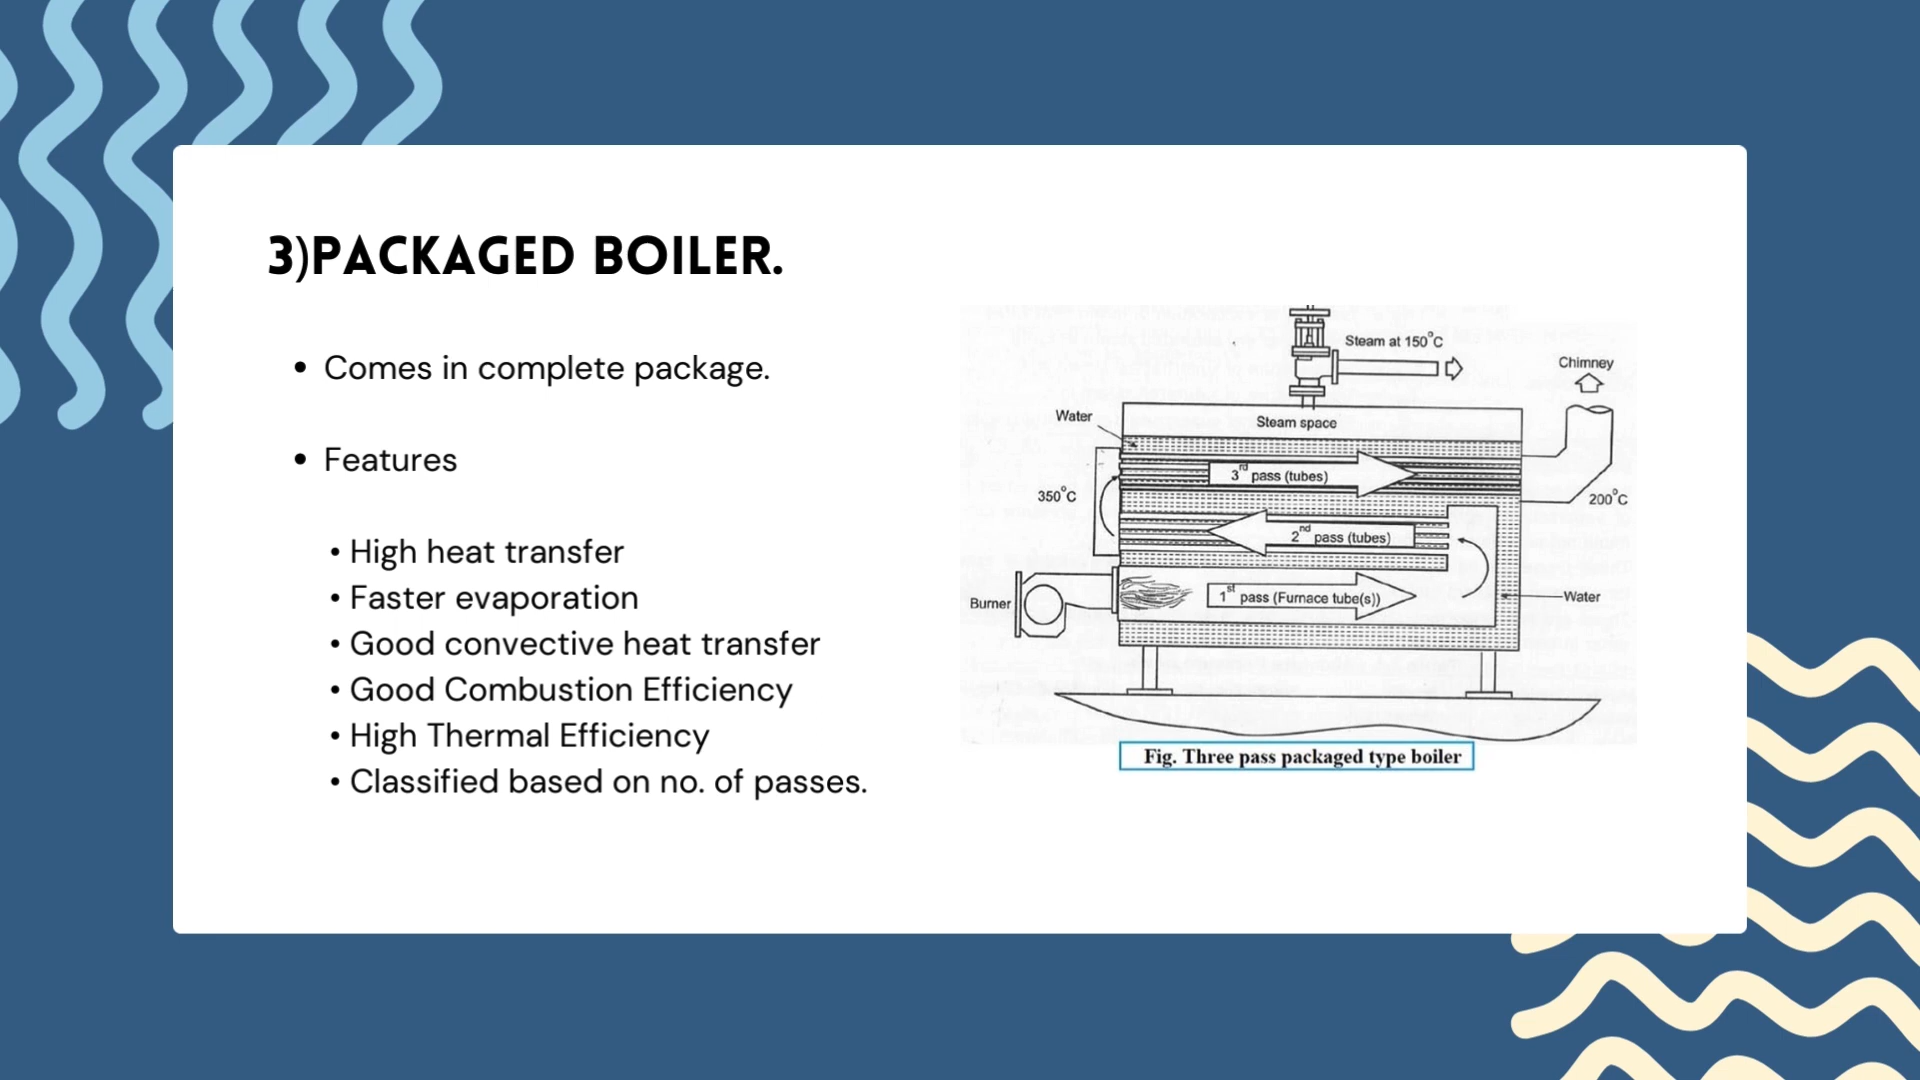 3)PACKAGED BOILER.
• Comes in complete package.
• Features
• High heat transfer
• Faster evaporation
• Good convective heat transfer
• Good Combustion Efficiency
• High Thermal Efficiency
• Classified based on no. of passes.
Steam at 150°C
Chimney
Water
Steam space
3rd pass (tubes)
350°C
200°C
2nd pass (tubes)
Burner
1st pass (Furnace tube(s))
Water
Fig. Three pass packaged type boiler